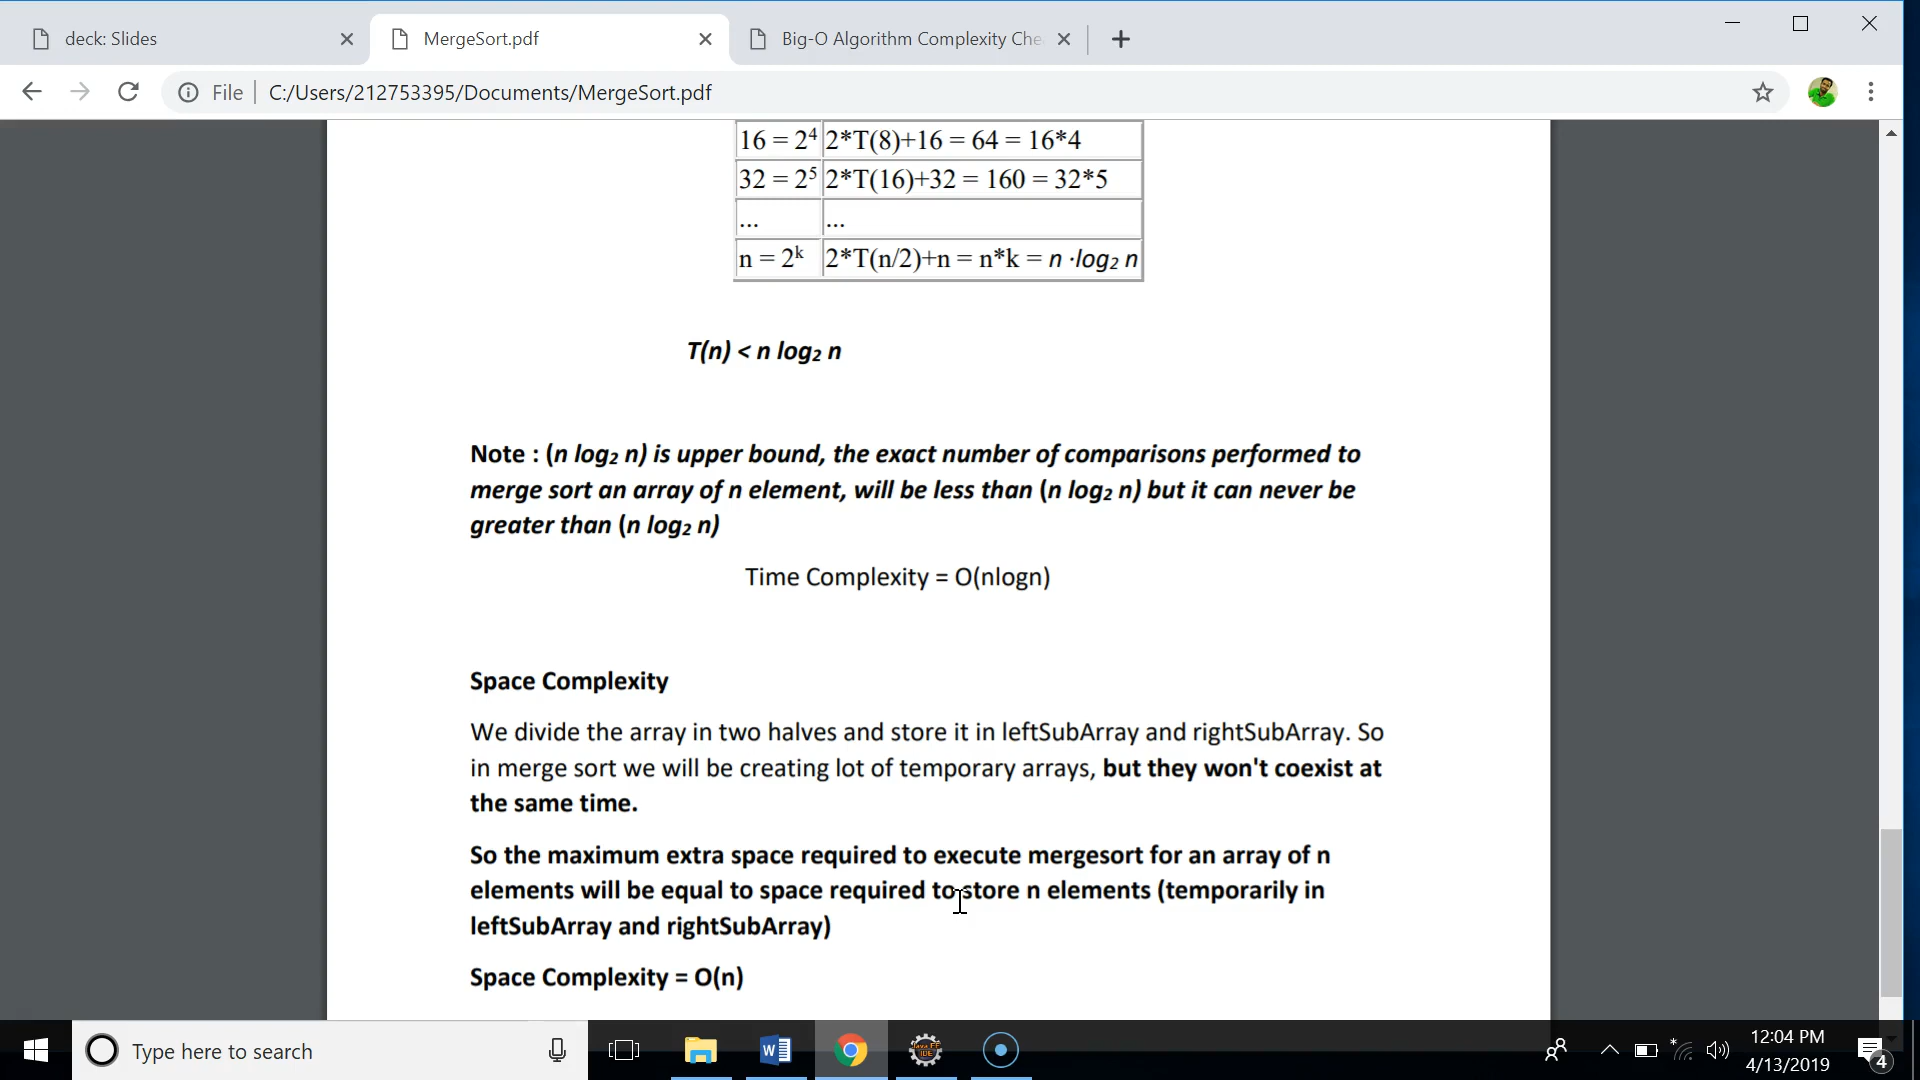 deck: Slides
MergeSort.pdf
Big-O Algorithm Complexity Che
File
C:/Users/212753395/Documents/MergeSort.pdf
16 = 2⁴ 2*T(8)+16 = 64 = 16*4
32 = 2⁵ 2*T(16)+32 = 160 = 32*5
... ...
n = 2ᵏ 2*T(n/2)+n = n*k = n ·log₂ n
T(n) < n log₂ n
Note : (n log₂ n) is upper bound, the exact number of comparisons performed to
merge sort an array of n element, will be less than (n log₂ n) but it can never be
greater than (n log₂ n)
Time Complexity = O(nlogn)
Space Complexity
We divide the array in two halves and store it in leftSubArray and rightSubArray. So
in merge sort we will be creating lot of temporary arrays, but they won't coexist at
the same time.
So the maximum extra space required to execute mergesort for an array of n
elements will be equal to space required to store n elements (temporarily in
leftSubArray and rightSubArray)
Space Complexity = O(n)
Type here to search
Java EE
IDE
12:04 PM
4/13/2019
4